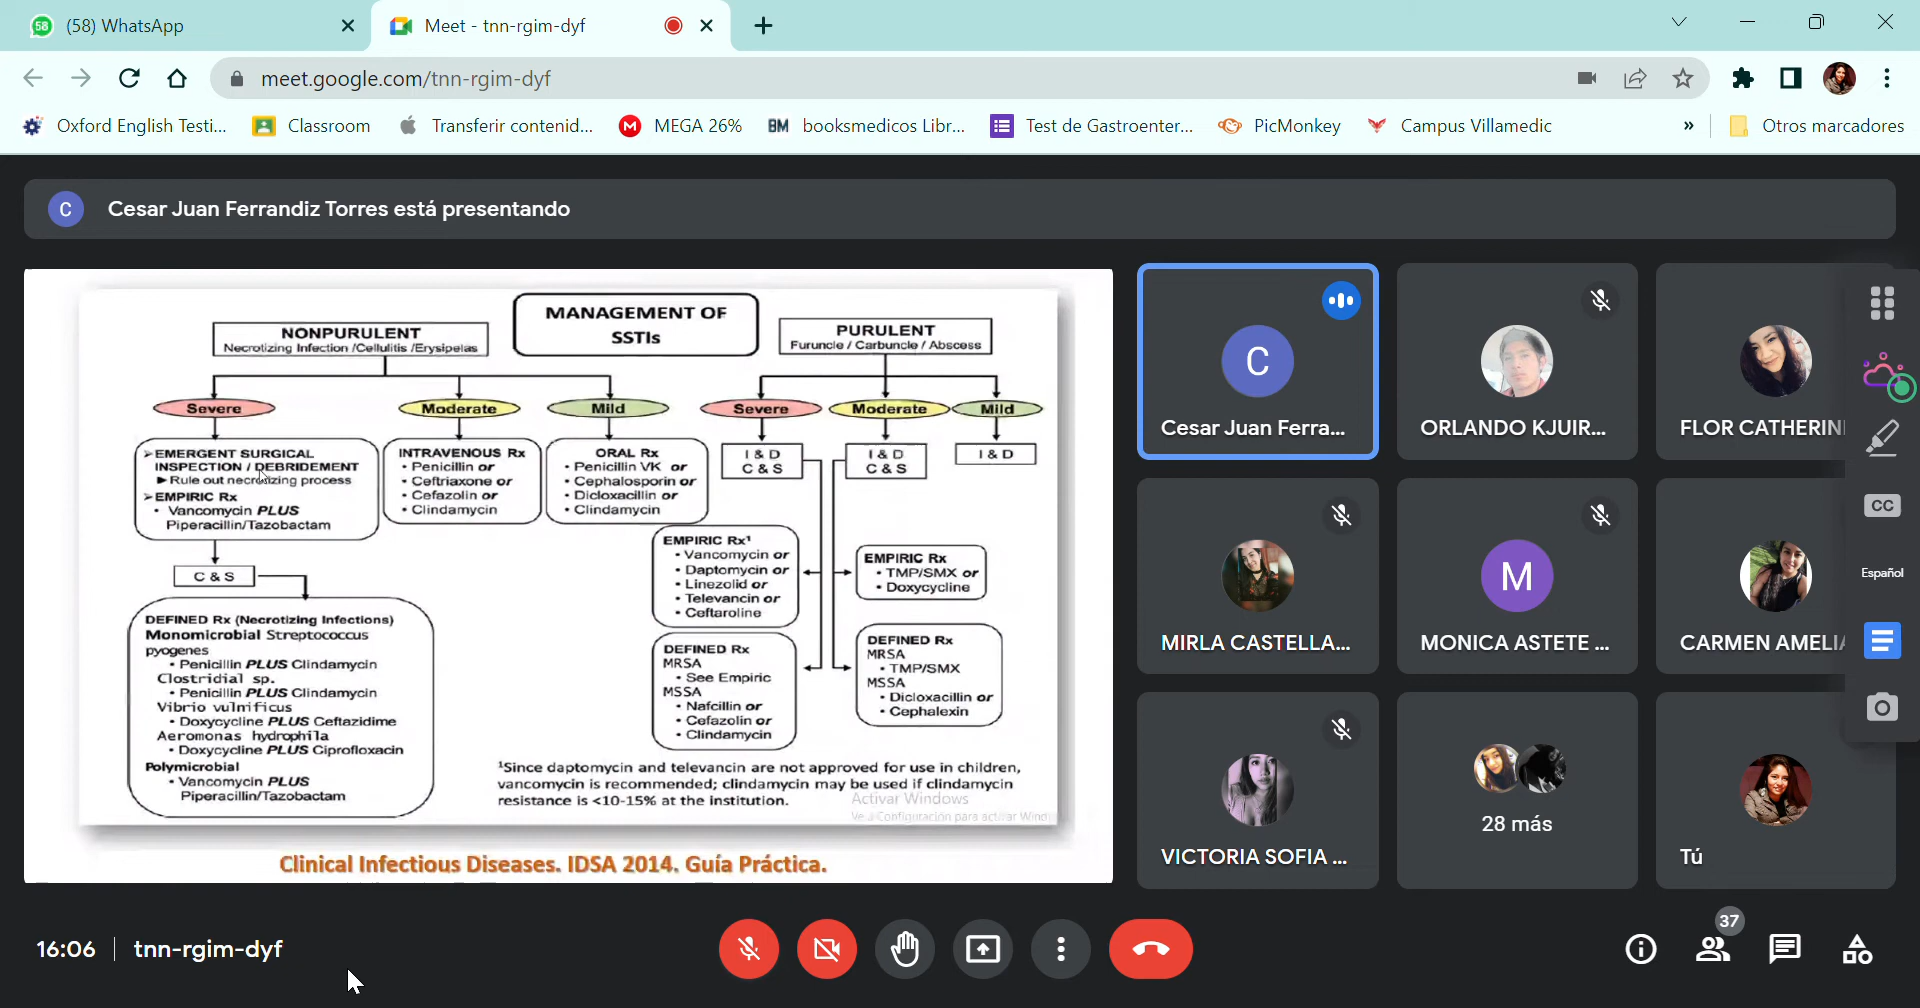 58 (58) WhatsApp
Meet - tnn-rgim-dyf
meet.google.com/tnn-rgim-dyf
Oxford English Testi...
Classroom
Transferir contenid...
MEGA 26%
BM booksmedicos Libr...
Test de Gastroenter...
PicMonkey
Campus Villamedic
»
Otros marcadores
C Cesar Juan Ferrandiz Torres está presentando
MANAGEMENT OF
SSTIs
NONPURULENT
Necrotizing Infection /Cellulitis /Erysipelas
PURULENT
Furuncle / Carbuncle / Abscess
Severe
Moderate
Mild
Severe
Moderate
Mild
➢EMERGENT SURGICAL
INSPECTION / DEBRIDEMENT
►Rule out necrotizing process
➢EMPIRIC Rx
• Vancomycin PLUS
Piperacillin/Tazobactam
INTRAVENOUS Rx
• Penicillin or
• Ceftriaxone or
• Cefazolin or
• Clindamycin
ORAL Rx
• Penicillin VK or
• Cephalosporin or
• Dicloxacillin or
• Clindamycin
I & D
C & S
I & D
C & S
I & D
C & S
EMPIRIC Rx¹
• Vancomycin or
• Daptomycin or
• Linezolid or
• Televancin or
• Ceftaroline
EMPIRIC Rx
• TMP/SMX or
• Doxycycline
DEFINED Rx (Necrotizing Infections)
Monomicrobial Streptococcus
pyogenes
• Penicillin PLUS Clindamycin
Clostridial sp.
• Penicillin PLUS Clindamycin
Vibrio vulnificus
• Doxycycline PLUS Ceftazidime
Aeromonas hydrophila
• Doxycycline PLUS Ciprofloxacin
Polymicrobial
• Vancomycin PLUS
Piperacillin/Tazobactam
DEFINED Rx
MRSA
• See Empiric
MSSA
• Nafcillin or
• Cefazolin or
• Clindamycin
DEFINED Rx
MRSA
• TMP/SMX
MSSA
• Dicloxacillin or
• Cephalexin
¹Since daptomycin and televancin are not approved for use in children,
vancomycin is recommended; clindamycin may be used if clindamycin
resistance is <10-15% at the institution.
Activar Windows
Ve a Configuración para activar Wind
Clinical Infectious Diseases. IDSA 2014. Guía Práctica.
C
Cesar Juan Ferra...
ORLANDO KJUIR...
FLOR CATHERIN
MIRLA CASTELLA...
M
MONICA ASTETE ...
CARMEN AMELIA
VICTORIA SOFIA ...
28 más
Tú
CC
Español
16:06 | tnn-rgim-dyf
37